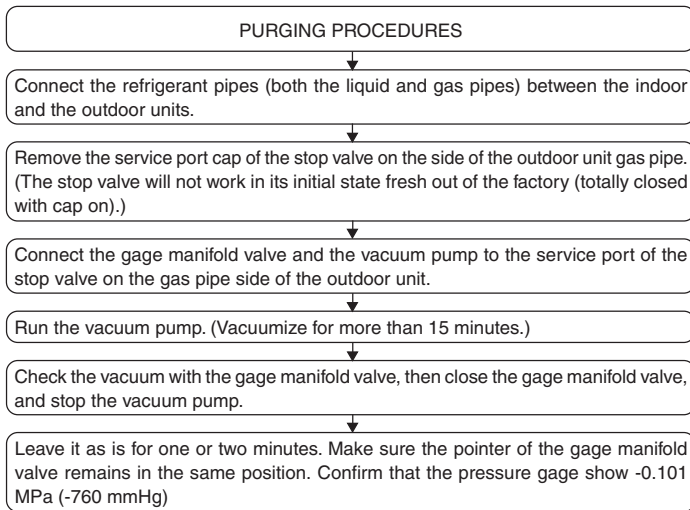 PURGING PROCEDURES
Connect the refrigerant pipes (both the liquid and gas pipes) between the indoor
and the outdoor units.
Remove the service port cap of the stop valve on the side of the outdoor unit gas pipe.
(The stop valve will not work in its initial state fresh out of the factory (totally closed
with cap on).)
Connect the gage manifold valve and the vacuum pump to the service port of the
stop valve on the gas pipe side of the outdoor unit.
Run the vacuum pump. (Vacuumize for more than 15 minutes.)
Check the vacuum with the gage manifold valve, then close the gage manifold valve,
and stop the vacuum pump.
Leave it as is for one or two minutes. Make sure the pointer of the gage manifold
valve remains in the same position. Confirm that the pressure gage show -0.101
MPa (-760 mmHg)